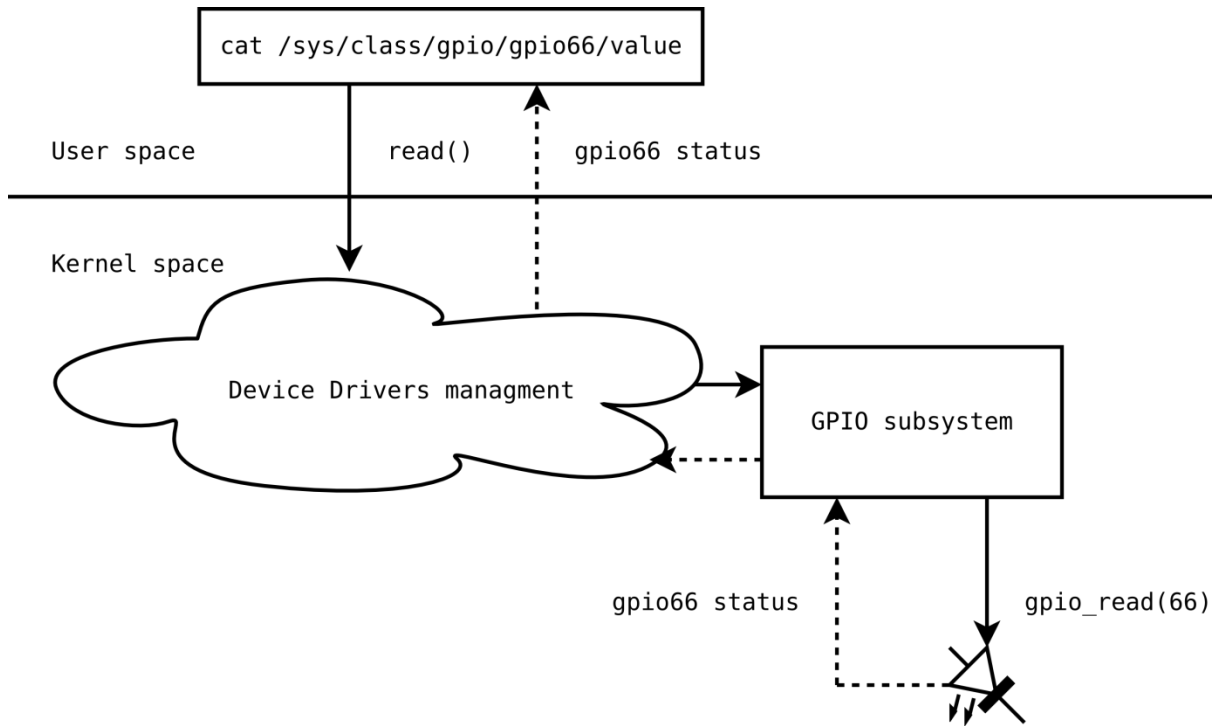 cat /sys/class/gpio/gpio66/value
User space
read()
gpio66 status
Kernel space
Device Drivers managment
GPIO subsystem
gpio66 status
gpio_read(66)